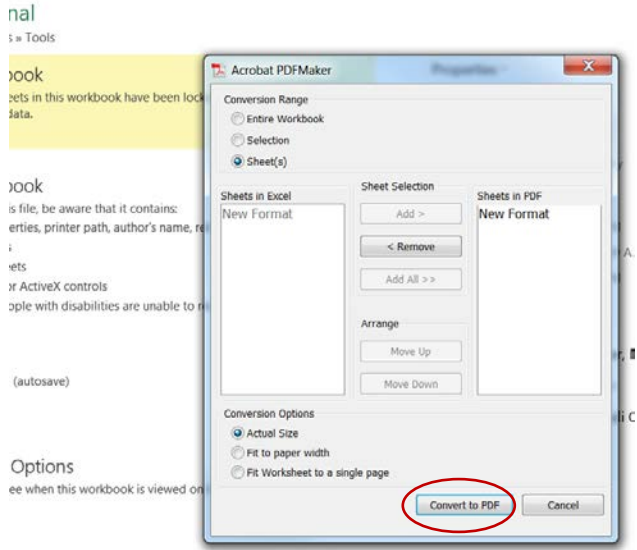 nal
s » Tools
Acrobat PDFMaker
Properties
ook
eets in this workbook have been lock
data.
Conversion Range
Entire Workbook
Selection
Sheet(s)
ook
is file, be aware that it contains:
erties, printer path, author's name, re
s
eets
or ActiveX controls
ople with disabilities are unable to r
(autosave)
Sheets in Excel
Sheet Selection
Sheets in PDF
New Format
Add >
New Format
< Remove
Add All >>
Arrange
Move Up
Move Down
A.
r,
li C
Conversion Options
Actual Size
Fit to paper width
Fit Worksheet to a single page
Options
ee when this workbook is viewed on
Convert to PDF
Cancel